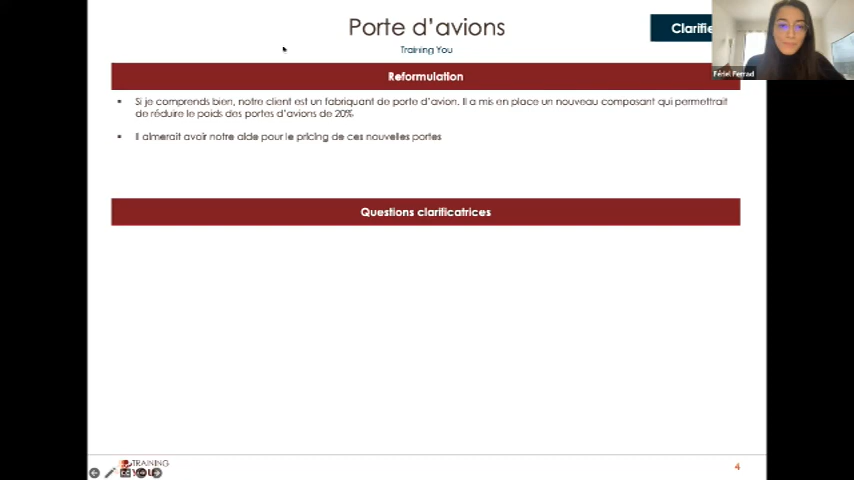 Porte d’avions
Clarifie
Training You
Fériel Ferrad
Reformulation
▪ Si je comprends bien, notre client est un fabriquant de porte d’avion. Il a mis en place un nouveau composant qui permettrait
de réduire le poids des portes d’avions de 20%
▪ Il aimerait avoir notre aide pour le pricing de ces nouvelles portes
Questions clarificatrices
TRAINING
YOU
4